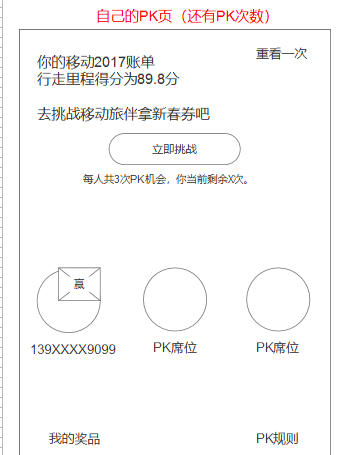 自己的PK页（还有PK次数）
重看一次
你的移动2017账单
行走里程得分为89.8分
去挑战移动旅伴拿新春券吧
立即挑战
每人共3次PK机会，你当前剩余X次。
赢
139XXXX9099
PK席位
PK席位
我的奖品
PK规则